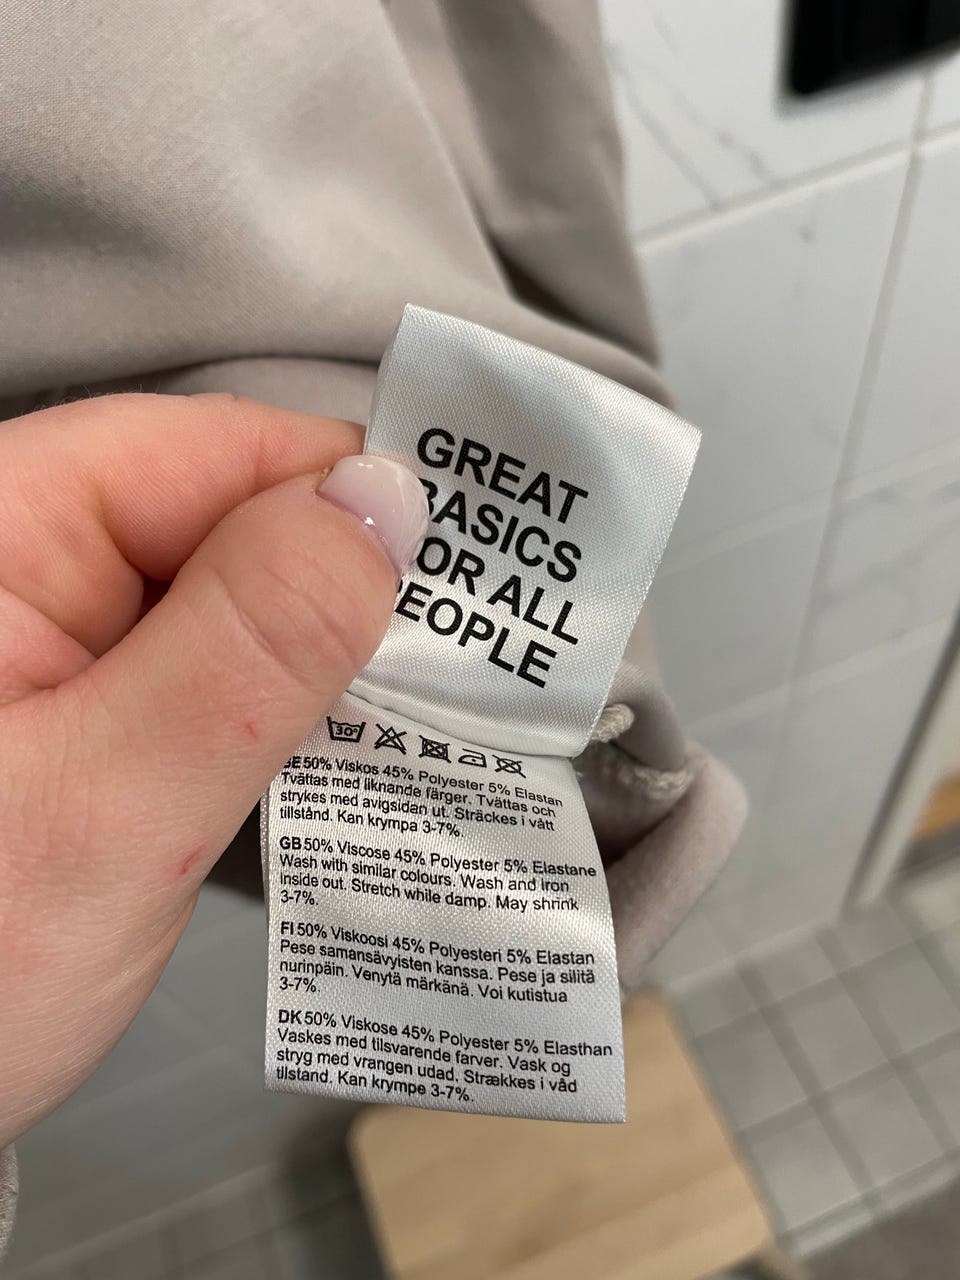 GREAT
BASICS
FOR ALL
PEOPLE
30°
SE 50% Viskos 45% Polyester 5% Elastan
Tvättas med liknande färger. Tvättas och
strykes med avigsidan ut. Sträckes i vått
tillstånd. Kan krympa 3-7%.
GB 50% Viscose 45% Polyester 5% Elastane
Wash with similar colours. Wash and iron
inside out. Stretch while damp. May shrink
3-7%.
FI 50% Viskoosi 45% Polyesteri 5% Elastan
Pese samansävyisten kanssa. Pese ja silitä
nurinpäin. Venytä märkänä. Voi kutistua
3-7%.
DK 50% Viskose 45% Polyester 5% Elasthan
Vaskes med tilsvarende farver. Vask og
stryg med vrangen udad. Strækkes i våd
tilstand. Kan krympe 3-7%.